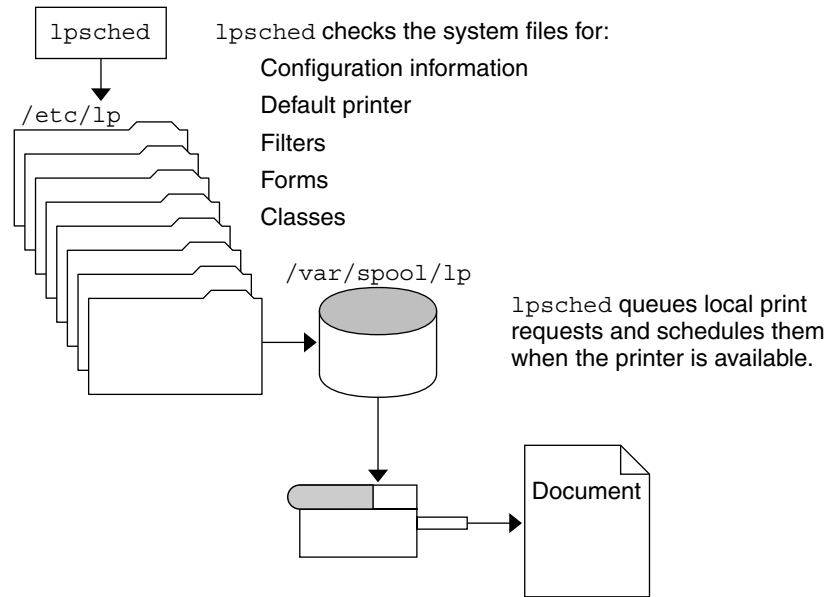 lpsched
lpsched checks the system files for:
Configuration information
/etc/lp
Default printer
Filters
Forms
Classes
/var/spool/lp
lpsched queues local print
requests and schedules them
when the printer is available.
Document